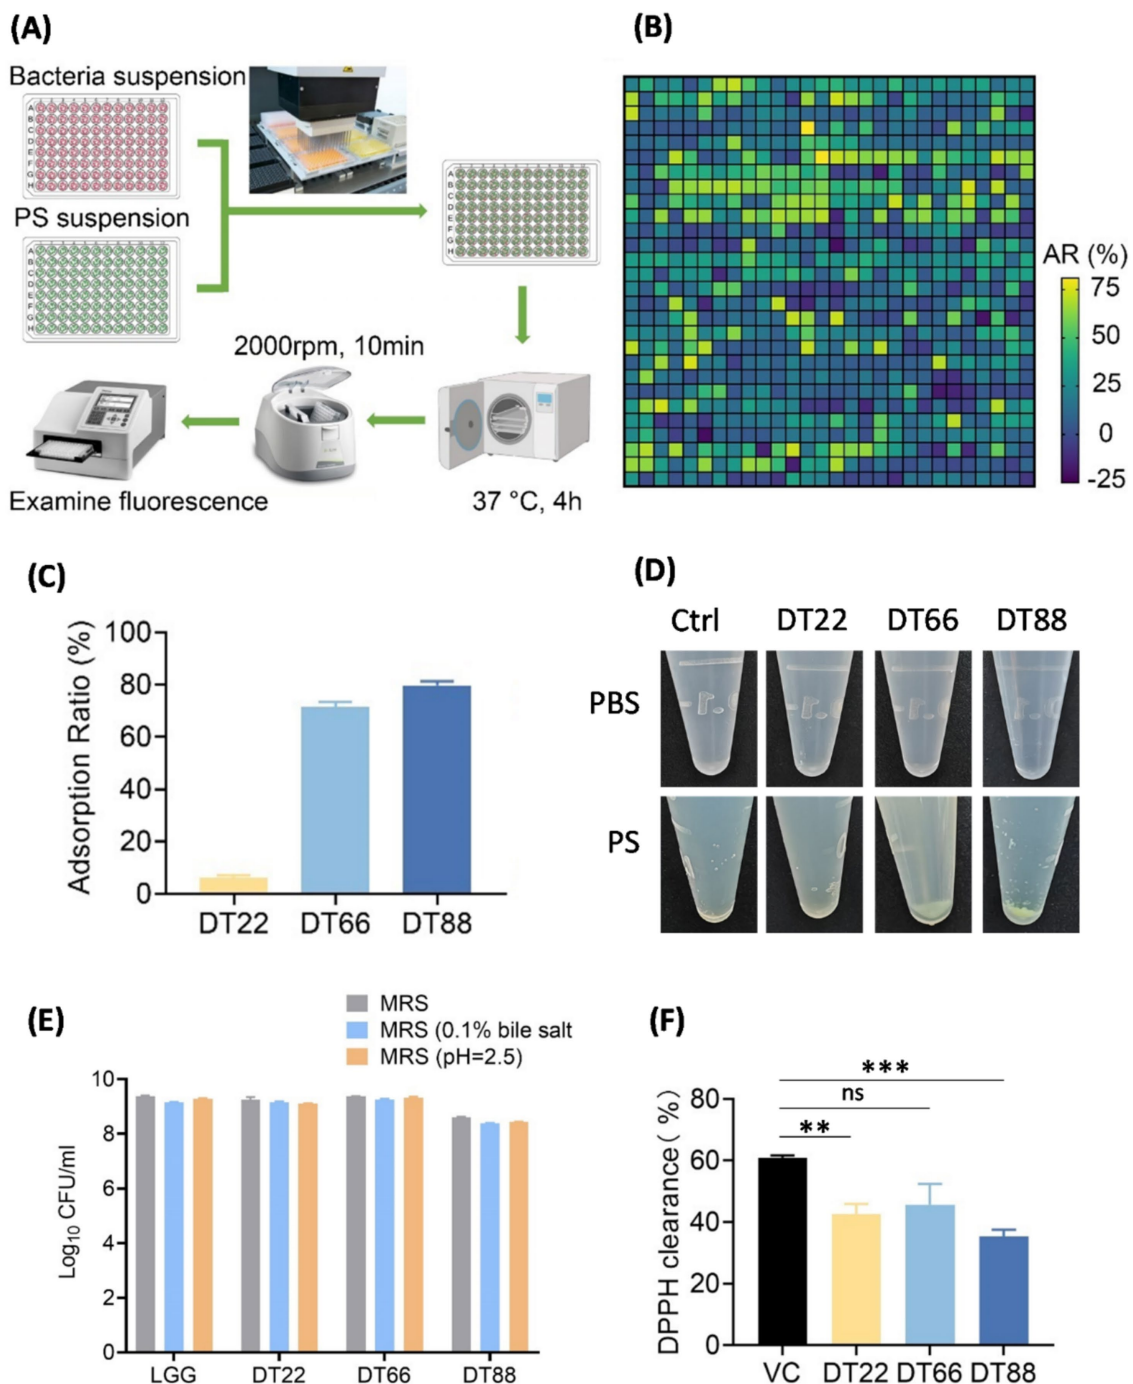 (A)
Bacteria suspension
PS suspension
2000rpm, 10min
Examine fluorescence
37 °C, 4h
(B)
AR (%)
75
50
25
0
-25
(C)
Adsorption Ratio (%)
100
80
60
40
20
0
DT22 DT66 DT88
(D)
Ctrl DT22 DT66 DT88
PBS
PS
(E)
MRS
MRS (0.1% bile salt
MRS (pH=2.5)
Log10 CFU/ml
10
8
6
4
2
0
LGG DT22 DT66 DT88
(F)
***
ns
**
DPPH clearance( %)
80
60
40
20
0
VC DT22 DT66 DT88